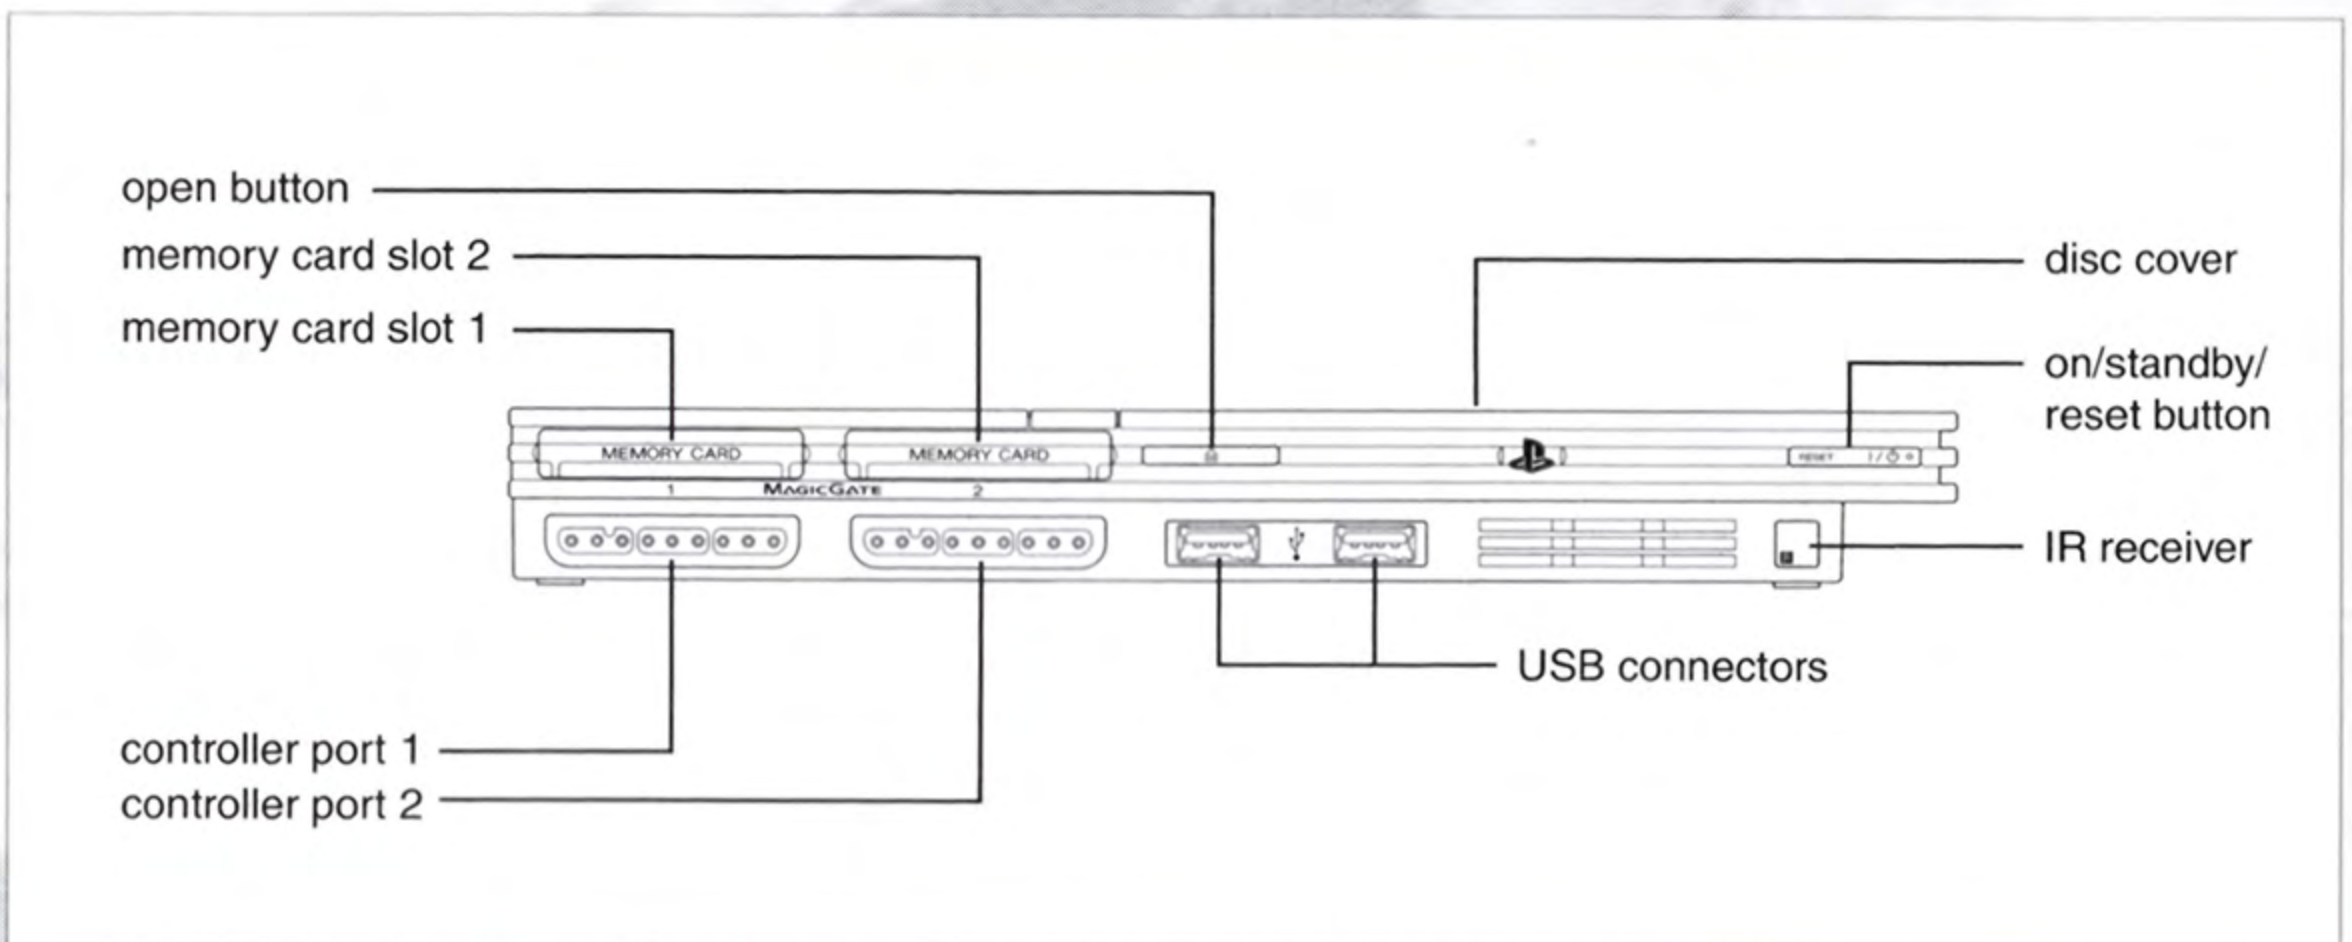 open button
memory card slot 2
memory card slot 1
disc cover
on/standby/
reset button
MEMORY CARD
MEMORY CARD
RESET
1
MAGICGATE
2
IR receiver
USB connectors
controller port 1
controller port 2